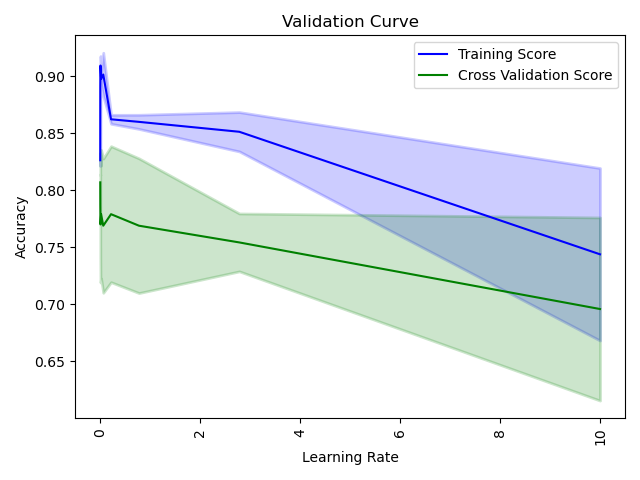 Validation Curve
Training Score
Cross Validation Score
0.90
0.85
0.80
0.75
0.70
0.65
Accuracy
0
2
4
6
8
10
Learning Rate